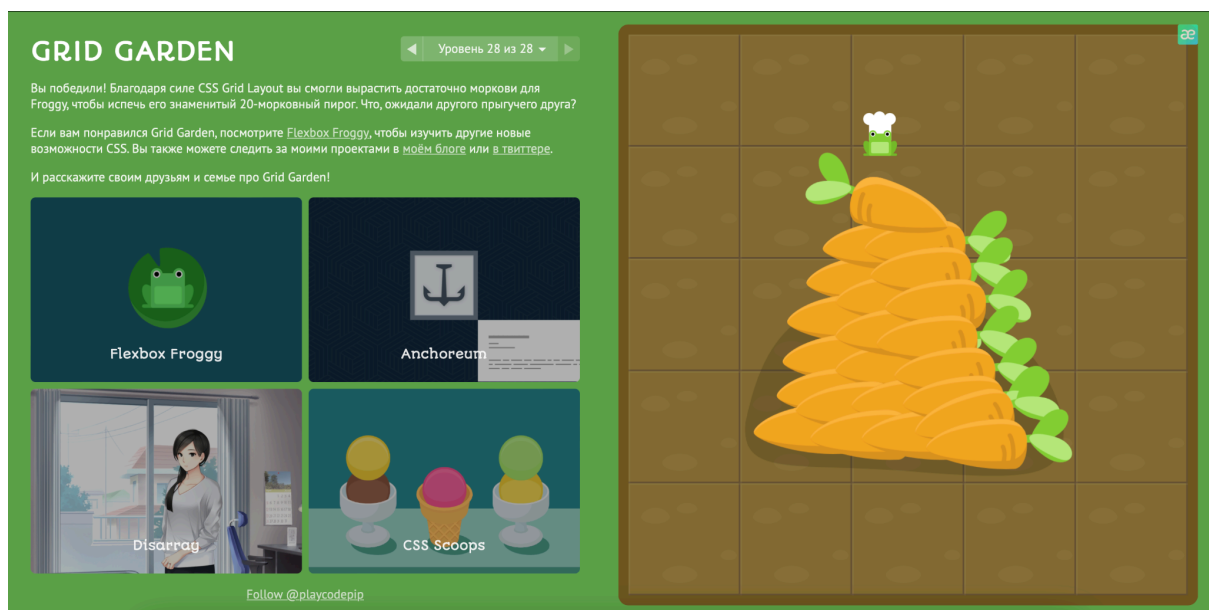 GRID GARDEN
Уровень 28 из 28
Вы победили! Благодаря силе CSS Grid Layout вы смогли вырастить достаточно моркови для
Froggy, чтобы испечь его знаменитый 20-морковный пирог. Что, ожидали другого прыгучего друга?
Если вам понравился Grid Garden, посмотрите Flexbox Froggy, чтобы изучить другие новые
возможности CSS. Вы также можете следить за моими проектами в моём блоге или в твиттере.
И расскажите своим друзьям и семье про Grid Garden!
Flexbox Froggy
Anchoreum
Disarray
CSS Scoops
Follow @playcodepip
æ